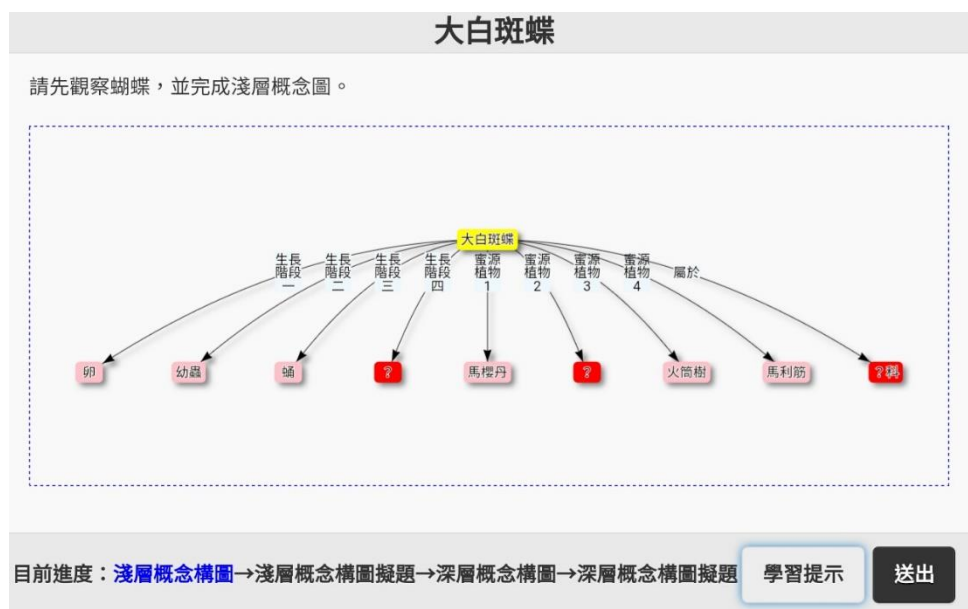 大白斑蝶
請先觀察蝴蝶，並完成淺層概念圖。
大白斑蝶
生長階段一
生長階段二
生長階段三
生長階段四
蜜源植物1
蜜源植物2
蜜源植物3
蜜源植物4
屬於
卵
幼蟲
蛹
?
馬櫻丹
?
火筒樹
馬利筋
?科
目前進度：淺層概念構圖→淺層概念構圖擬題→深層概念構圖→深層概念構圖擬題
學習提示
送出